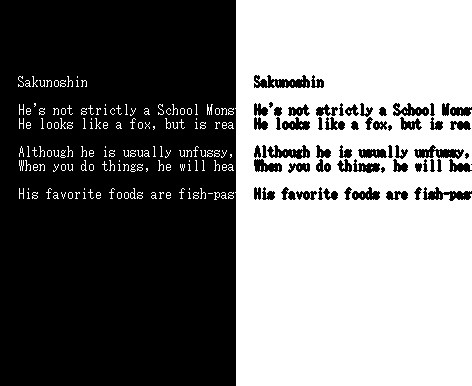 Sakunoshin
He's not strictly a School Mons
He looks like a fox, but is rea
Although he is usually unfussy,
When you do things, he will hea
His favorite foods are fish-pas
Sakunoshin
He's not strictly a School Mons
He looks like a fox, but is rea
Although he is usually unfussy,
When you do things, he will hea
His favorite foods are fish-pas